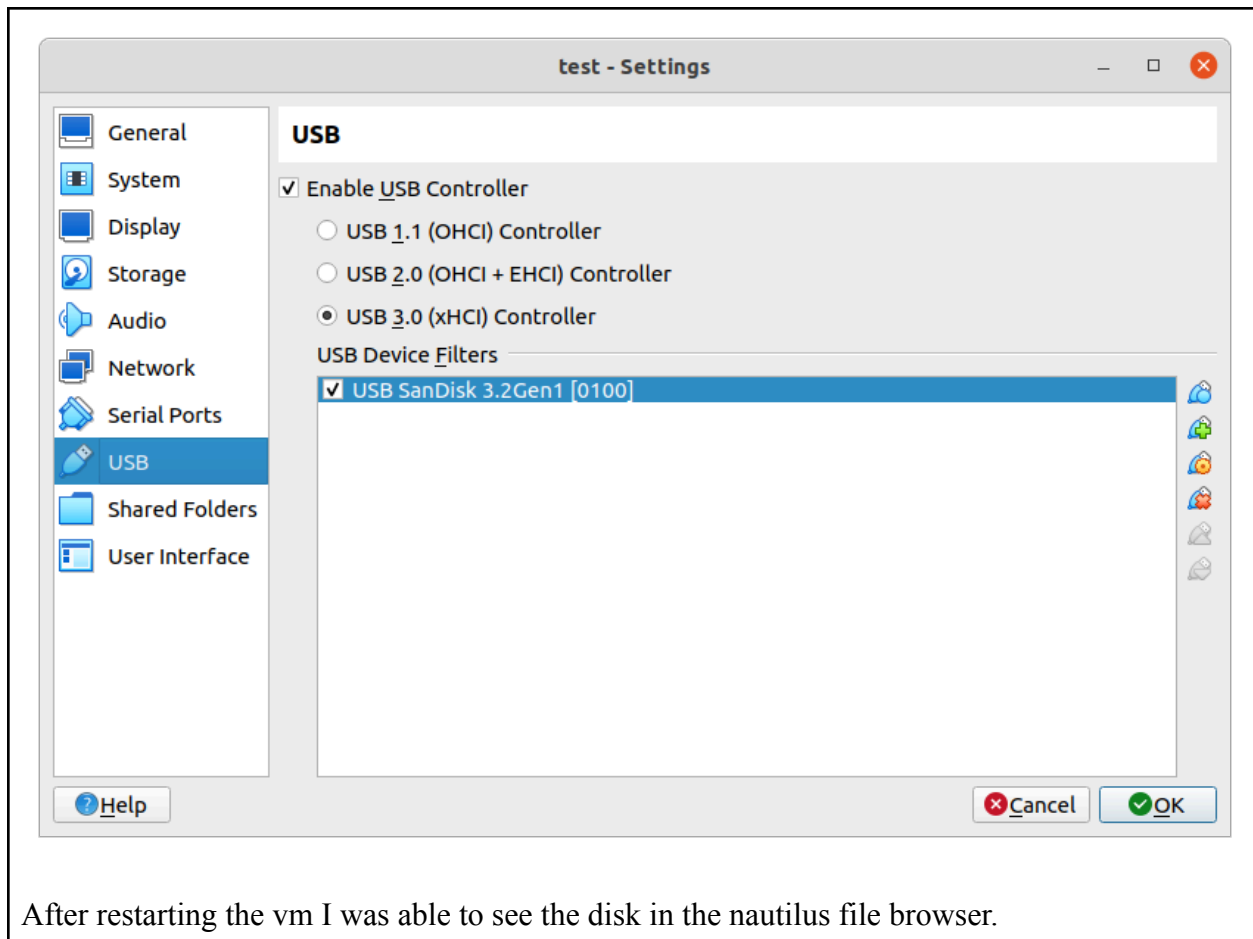 test - Settings
General
System
Display
Storage
Audio
Network
Serial Ports
USB
Shared Folders
User Interface
USB
Enable USB Controller
USB 1.1 (OHCI) Controller
USB 2.0 (OHCI + EHCI) Controller
USB 3.0 (xHCI) Controller
USB Device Filters
USB SanDisk 3.2Gen1 [0100]
Help
Cancel
OK
After restarting the vm I was able to see the disk in the nautilus file browser.